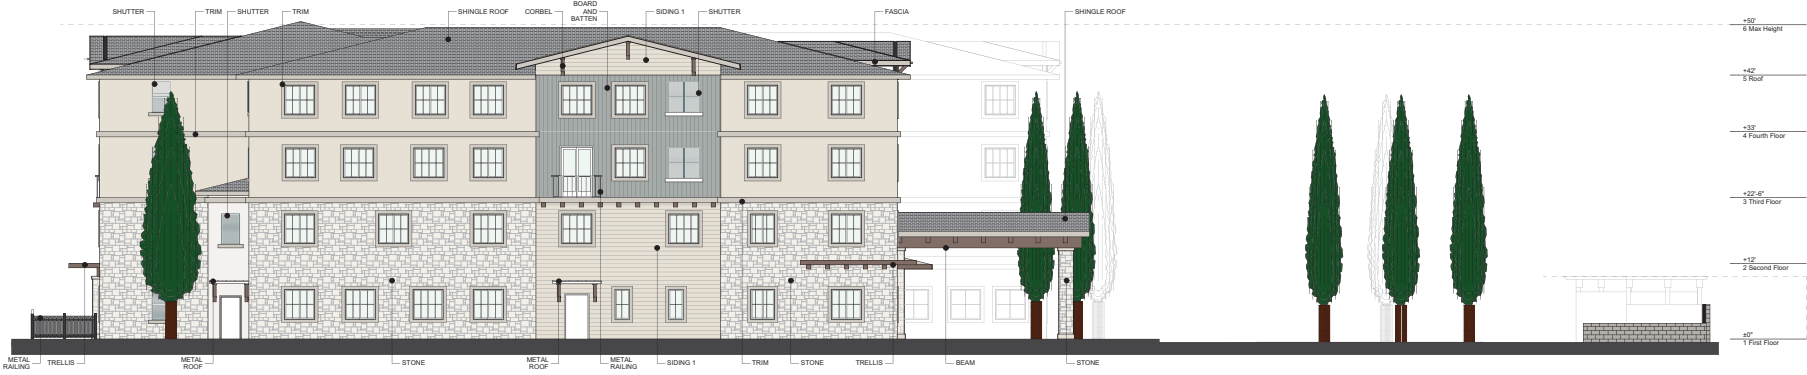 SHUTTER
TRIM
SHUTTER
TRIM
SHINGLE ROOF
CORBEL
BOARD
AND
BATTEN
SIDING 1
SHUTTER
FASCIA
SHINGLE ROOF
+50'
6 Max Height
+42'
5 Roof
+33'
4 Fourth Floor
+22'-6"
3 Third Floor
+12'
2 Second Floor
±0"
1 First Floor
METAL
RAILING
TRELLIS
METAL
ROOF
STONE
METAL
ROOF
METAL
RAILING
SIDING 1
TRIM
STONE
TRELLIS
BEAM
STONE